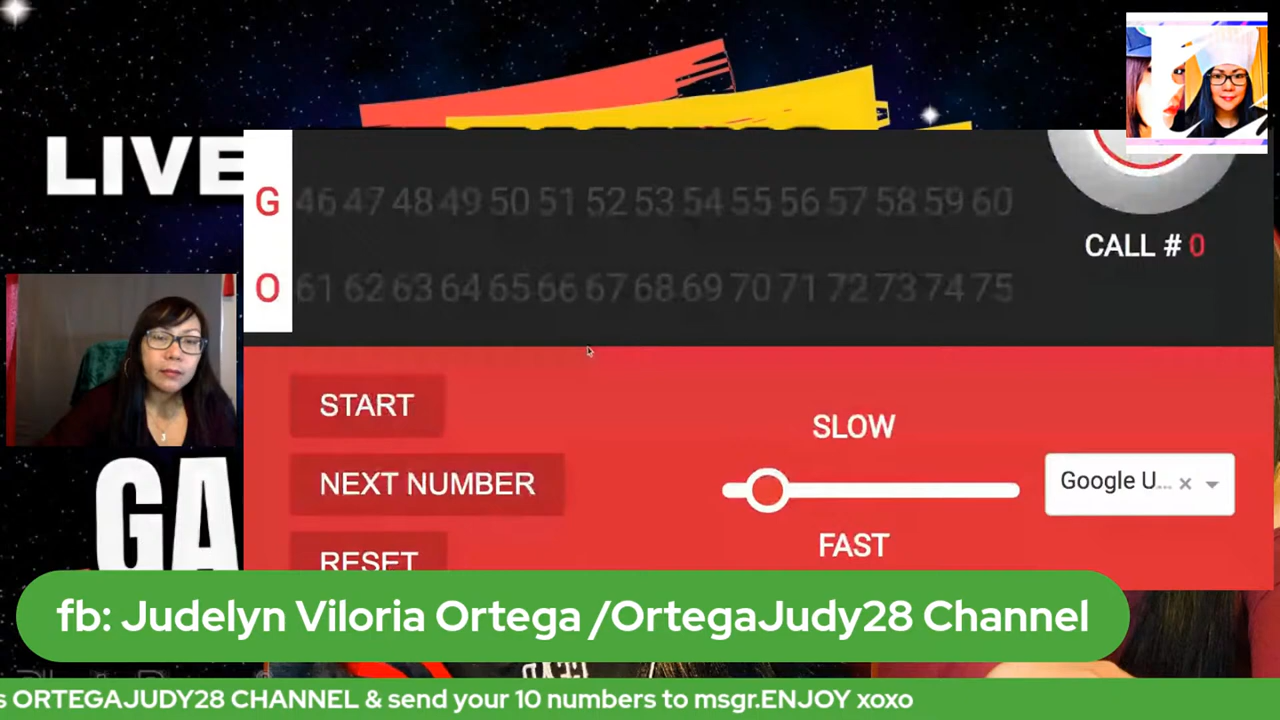 LIVE
G 46 47 48 49 50 51 52 53 54 55 56 57 58 59 60
CALL # 0
O 61 62 63 64 65 66 67 68 69 70 71 72 73 74 75
START
SLOW
NEXT NUMBER
Google U...
FAST
RESET
GA
fb: Judelyn Viloria Ortega /OrtegaJudy28 Channel
s ORTEGAJUDY28 CHANNEL & send your 10 numbers to msgr.ENJOY xoxo